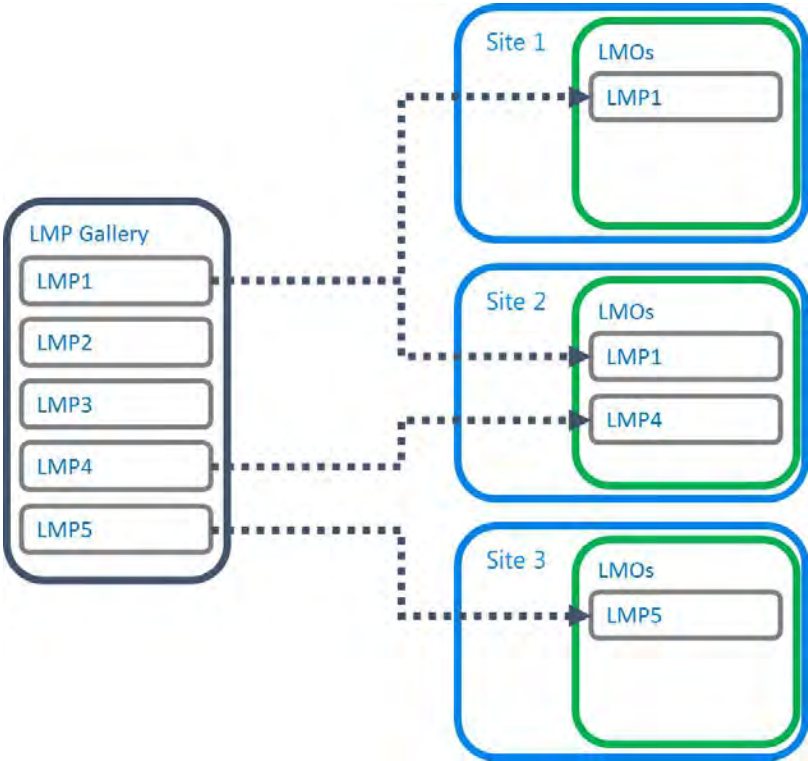 LMP Gallery
LMP1
LMP2
LMP3
LMP4
LMP5
Site 1
LMOs
LMP1
Site 2
LMOs
LMP1
LMP4
Site 3
LMOs
LMP5